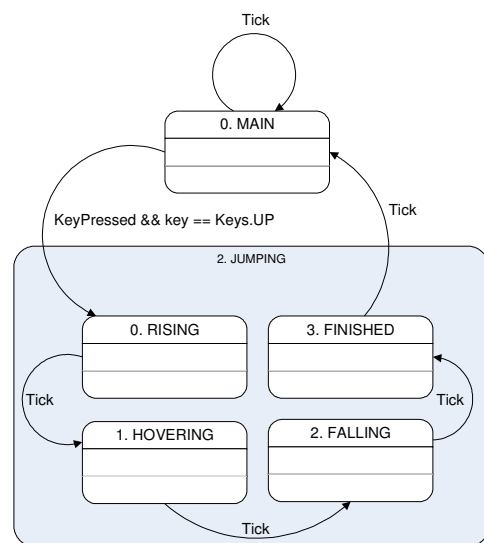 Tick
0. MAIN
KeyPressed && key == Keys.UP
Tick
2. JUMPING
0. RISING
3. FINISHED
Tick
Tick
1. HOVERING
2. FALLING
Tick